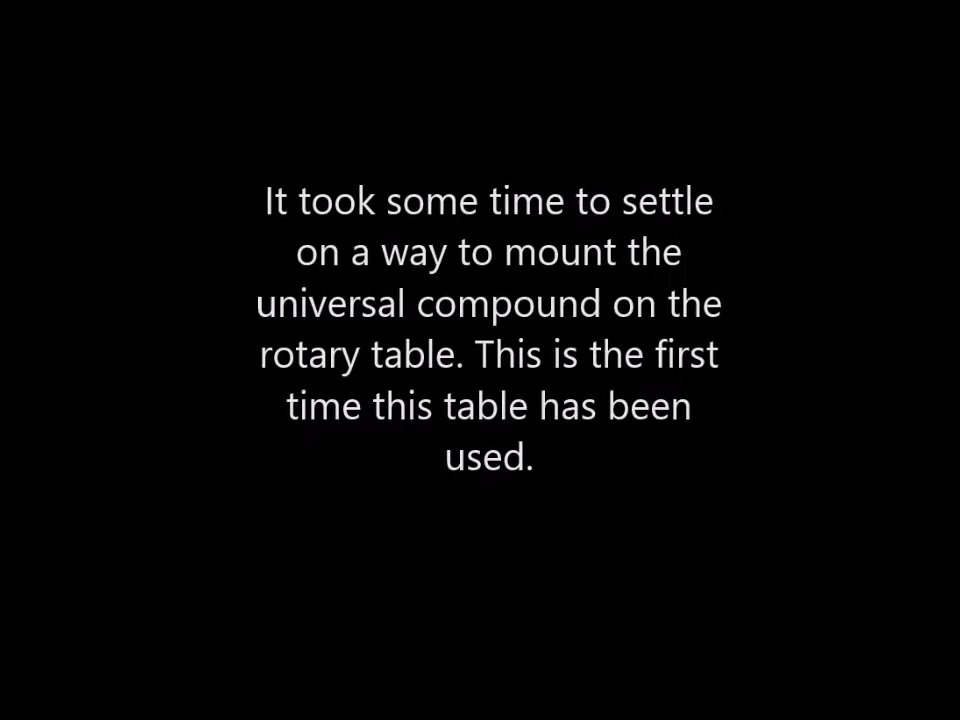 It took some time to settle
on a way to mount the
universal compound on the
rotary table. This is the first
time this table has been
used.